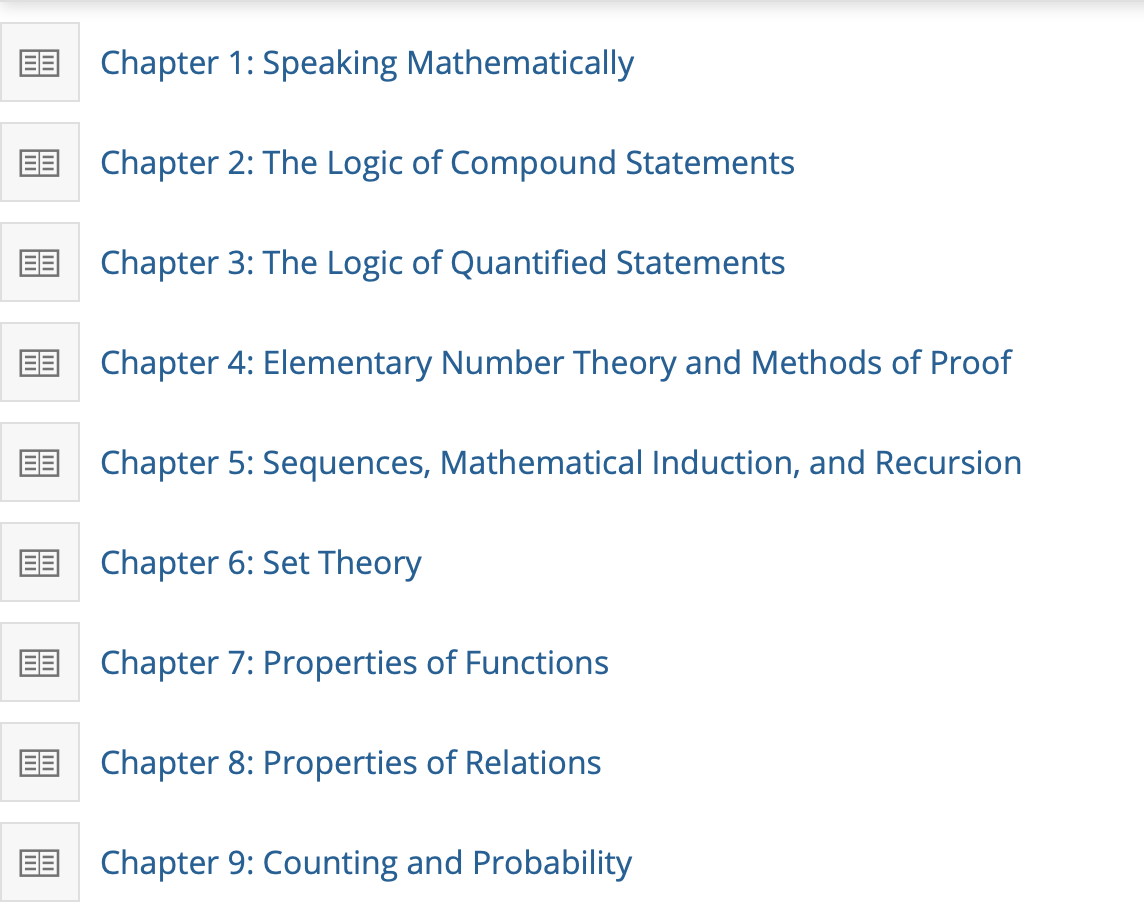 Chapter 1: Speaking Mathematically
Chapter 2: The Logic of Compound Statements
Chapter 3: The Logic of Quantified Statements
Chapter 4: Elementary Number Theory and Methods of Proof
Chapter 5: Sequences, Mathematical Induction, and Recursion
Chapter 6: Set Theory
Chapter 7: Properties of Functions
Chapter 8: Properties of Relations
Chapter 9: Counting and Probability